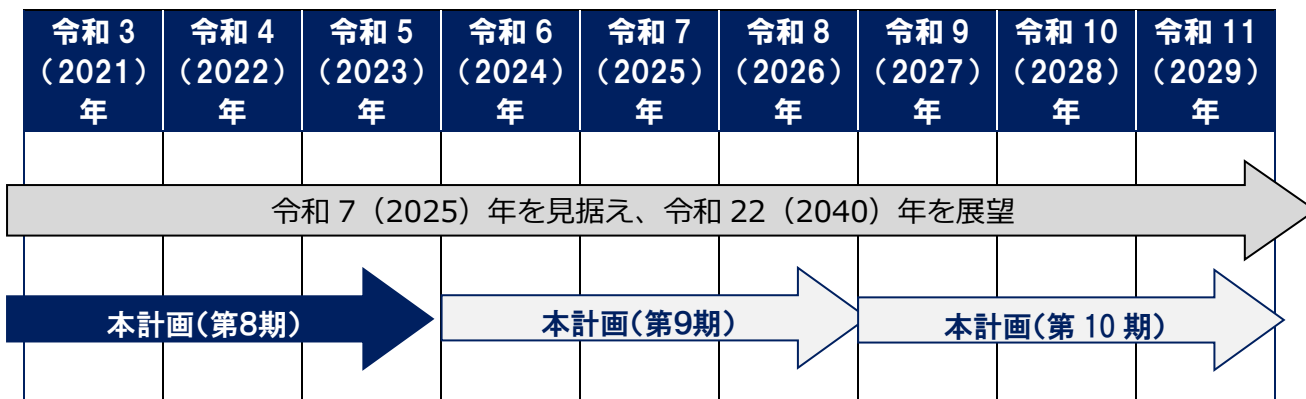 令和 3 令和 4 令和 5 令和 6 令和 7 令和 8 令和 9 令和 10 令和 11
（2021） （2022） （2023） （2024） （2025） （2026） （2027） （2028） （2029）
年 年 年 年 年 年 年 年 年
令和 7（2025）年を見据え、令和 22（2040）年を展望
本計画（第8期） 本計画（第9期） 本計画（第 10 期）